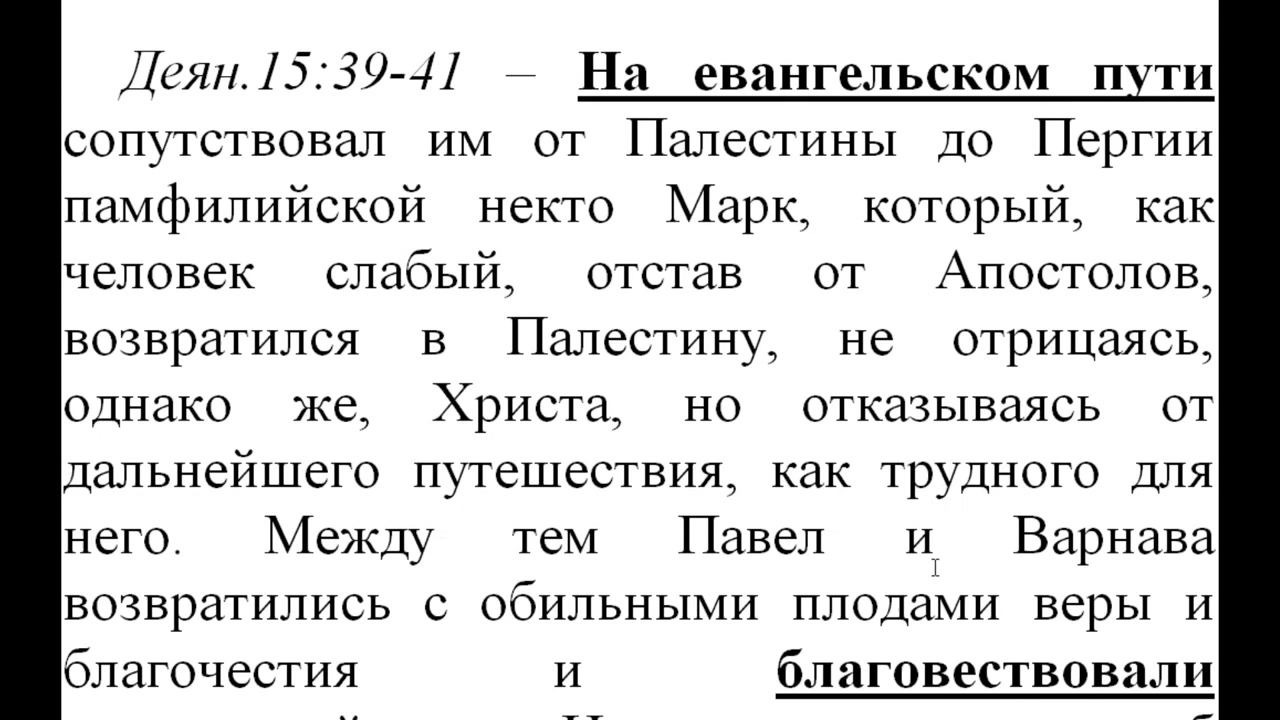 Деян.15:39-41 – На евангельском пути
сопутствовал им от Палестины до Пергии
памфилийской некто Марк, который, как
человек слабый, отстав от Апостолов,
возвратился в Палестину, не отрицаясь,
однако же, Христа, но отказываясь от
дальнейшего путешествия, как трудного для
него. Между тем Павел и Варнава
возвратились с обильными плодами веры и
благочестия и благовествовали